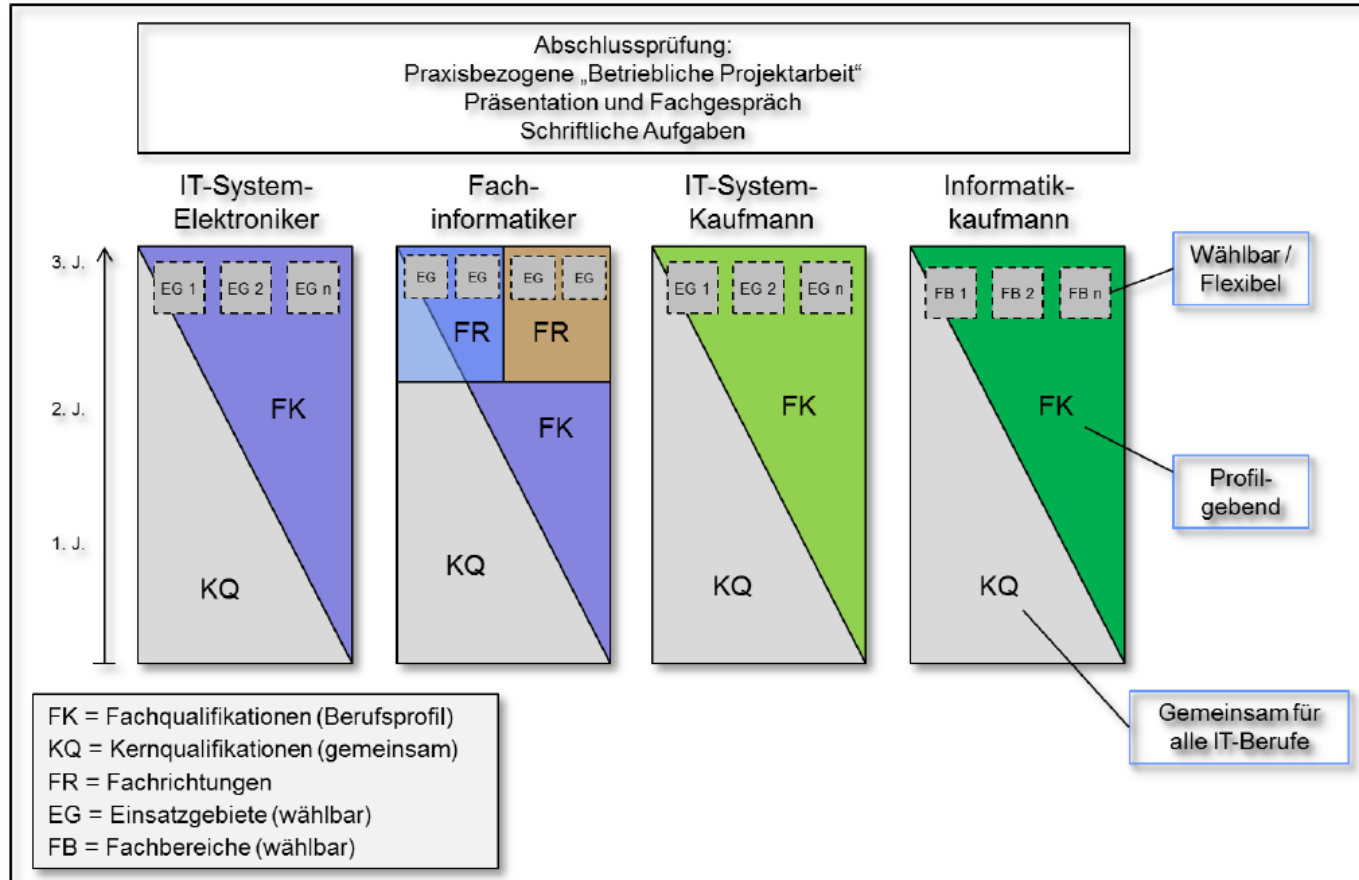 Abschlussprüfung:
Praxisbezogene „Betriebliche Projektarbeit“
Präsentation und Fachgespräch
Schriftliche Aufgaben
IT-System-
Elektroniker
Fach-
informatiker
IT-System-
Kaufmann
Informatik-
kaufmann
3. J.
2. J.
1. J.
EG 1
EG 2
EG n
FK
KQ
EG
EG
EG
EG
FR
FR
FK
KQ
EG 1
EG 2
EG n
FK
KQ
FB 1
FB 2
FB n
FK
KQ
Wählbar /
Flexibel
Profil-
gebend
Gemeinsam für
alle IT-Berufe
FK = Fachqualifikationen (Berufsprofil)
KQ = Kernqualifikationen (gemeinsam)
FR = Fachrichtungen
EG = Einsatzgebiete (wählbar)
FB = Fachbereiche (wählbar)